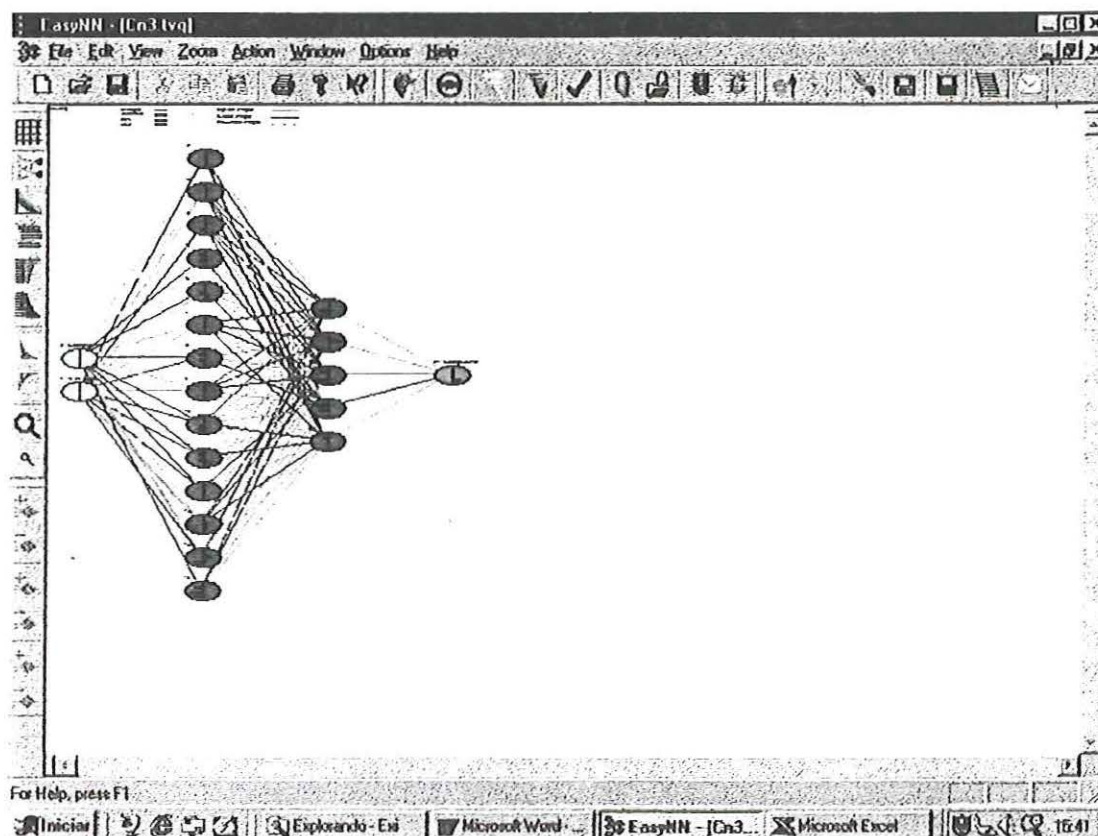 EasyNN - [Cn3.tvq]
File Edit View Zoom Action Window Options Help
For Help, press F1
Iniciar Explorando - Exi Microsoft Word - ... EasyNN - [Cn3... Microsoft Excel 16:41